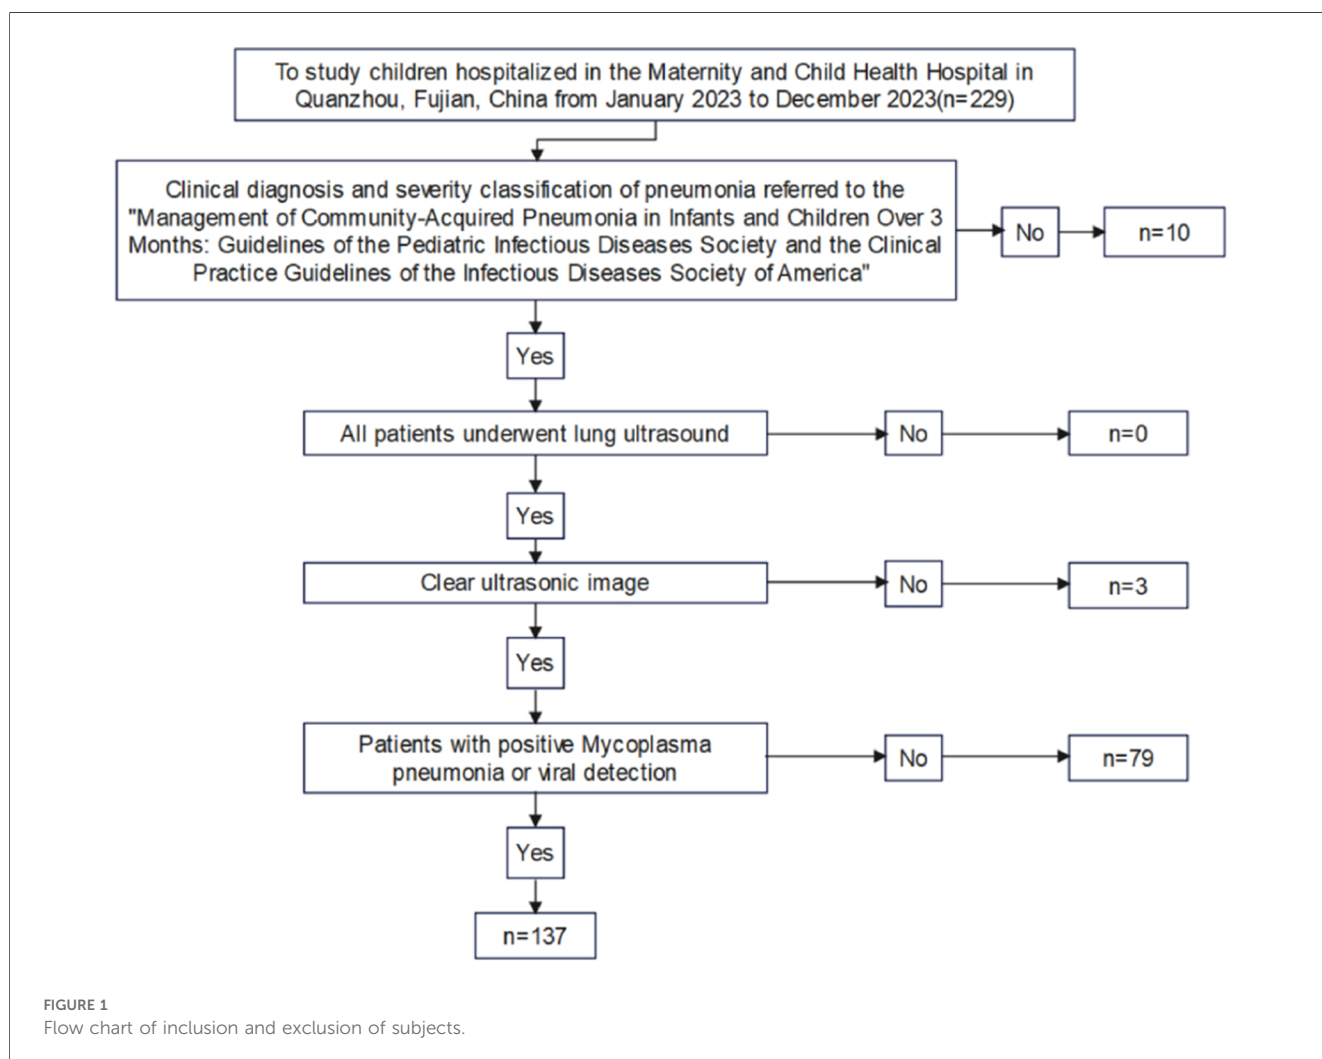 To study children hospitalized in the Maternity and Child Health Hospital in
Quanzhou, Fujian, China from January 2023 to December 2023(n=229)
Clinical diagnosis and severity classification of pneumonia referred to the
"Management of Community-Acquired Pneumonia in Infants and Children Over 3
Months: Guidelines of the Pediatric Infectious Diseases Society and the Clinical
Practice Guidelines of the Infectious Diseases Society of America"
No
n=10
Yes
All patients underwent lung ultrasound
No
n=0
Yes
Clear ultrasonic image
No
n=3
Yes
Patients with positive Mycoplasma
pneumonia or viral detection
No
n=79
Yes
n=137
FIGURE 1
Flow chart of inclusion and exclusion of subjects.